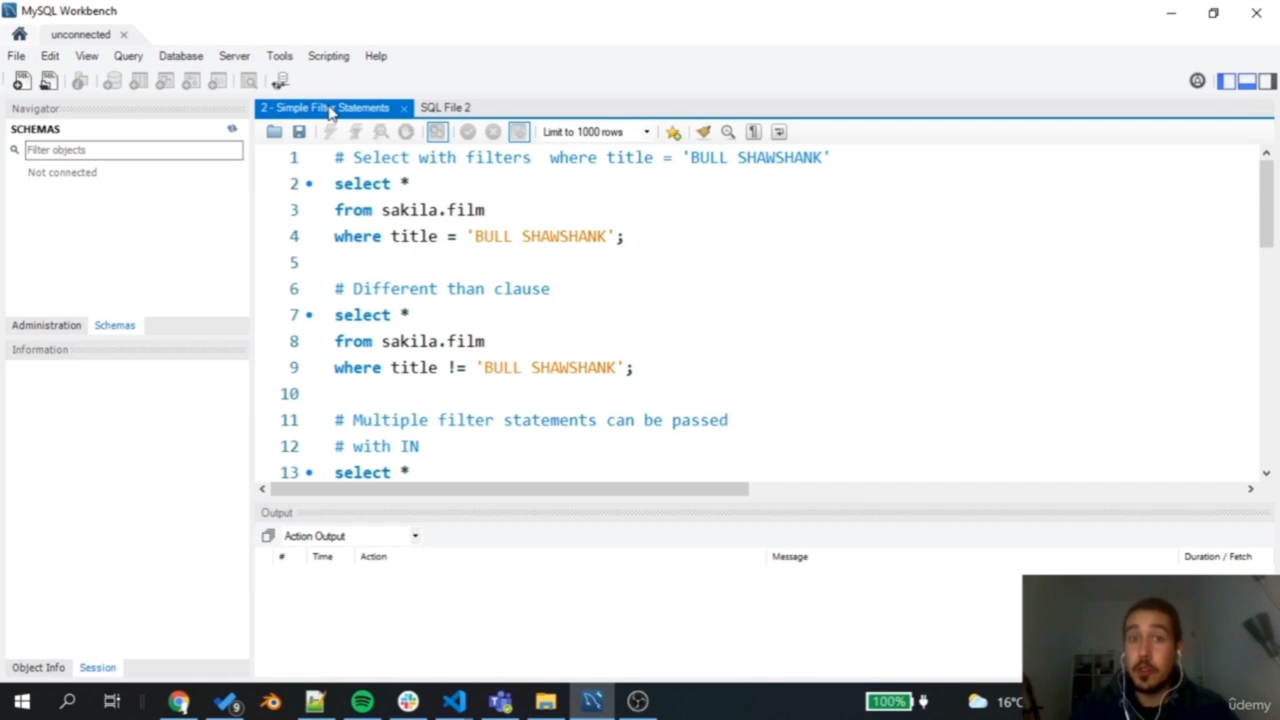 MySQL Workbench
unconnected
File Edit View Query Database Server Tools Scripting Help
Navigator
SCHEMAS
Filter objects
Not connected
Administration Schemas
Information
Object Info Session
2 - Simple Filter Statements SQL File 2
Limit to 1000 rows
1 # Select with filters  where title = 'BULL SHAWSHANK'
2 select *
3 from sakila.film
4 where title = 'BULL SHAWSHANK';
5
6 # Different than clause
7 select *
8 from sakila.film
9 where title != 'BULL SHAWSHANK';
10
11 # Multiple filter statements can be passed
12 # with IN
13 select *
Output
Action Output
# Time Action Message Duration / Fetch
9 100% 16°C
ûdemy